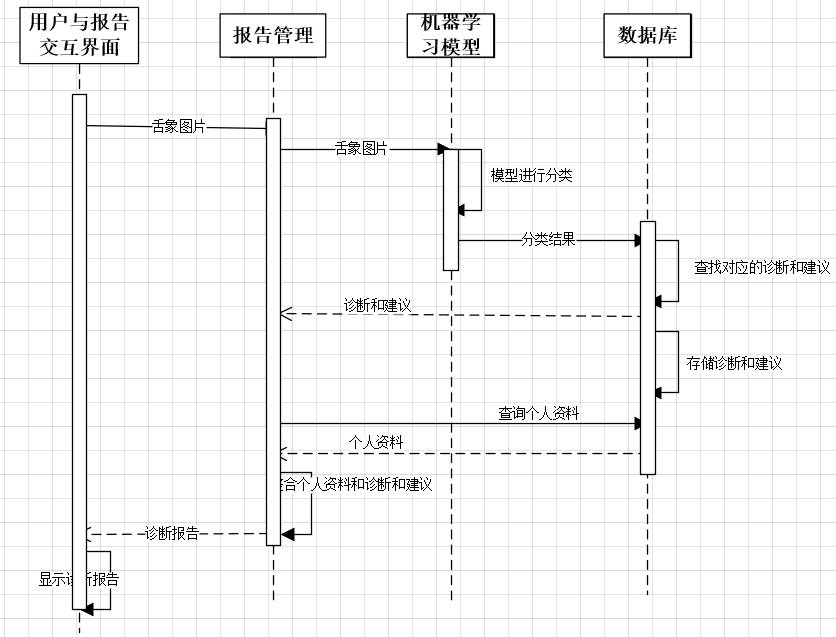 用户与报告
交互界面
报告管理
机器学
习模型
数据库
舌象图片
舌象图片
模型进行分类
分类结果
查找对应的诊断和建议
诊断和建议
存储诊断和建议
查询个人资料
个人资料
整合个人资料和诊断和建议
诊断报告
显示诊断报告